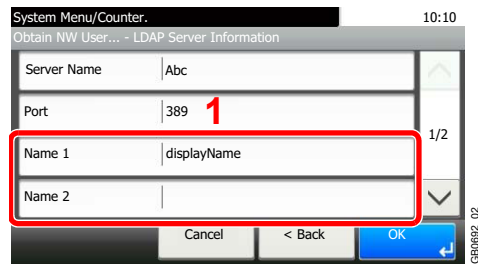 System Menu/Counter. 10:10
Obtain NW User... - LDAP Server Information
Server Name Abc
Port 389 1
1/2
Name 1 displayName
Name 2
Cancel < Back OK
GB0692_02